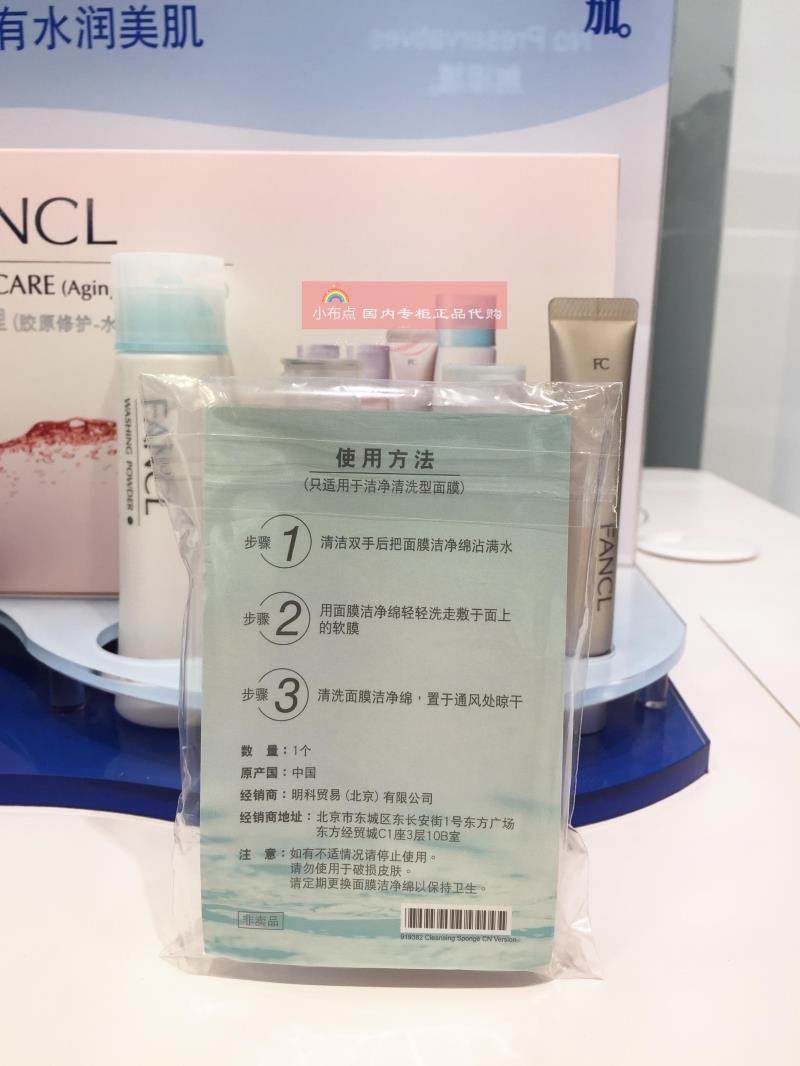 有水润美肌
加。
No Preservatives
NCL
CARE (Agin
(胶原修护-水
小布点 国内专柜正品代购
FC
FC
FANCL
WASHING POWDER
FANCL
使用方法
(只适用于洁净清洗型面膜)
步骤 1 清洁双手后把面膜洁净绵沾满水
步骤 2 用面膜洁净绵轻轻洗走敷于面上
的软膜
步骤 3 清洗面膜洁净绵，置于通风处晾干
数 量：1个
原产国：中国
经销商：明科贸易 (北京) 有限公司
经销商地址：北京市东城区东长安街1号东方广场
东方经贸城C1座3层10B室
注 意：如有不适情况请停止使用。
请勿使用于破损皮肤。
请定期更换面膜洁净绵以保持卫生。
非卖品
919382 Cleansing Sponge CN Version